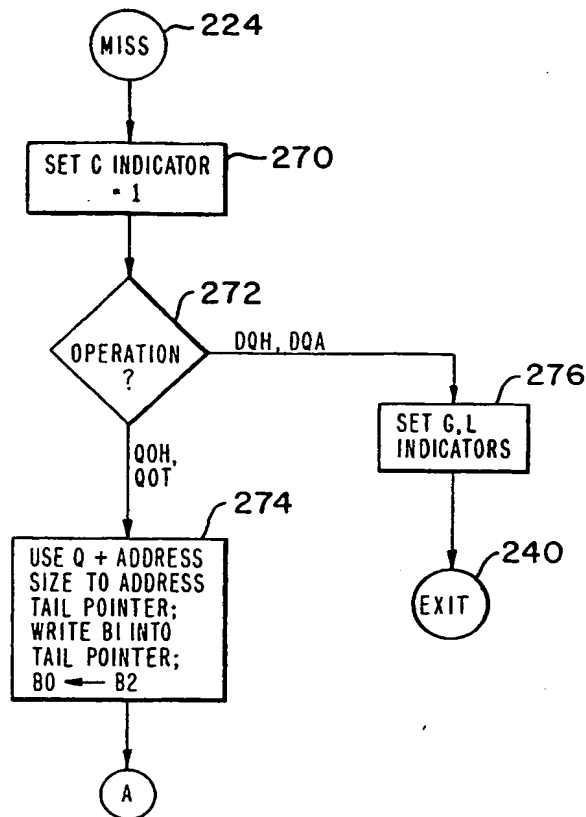 224
MISS
270
SET C INDICATOR
= 1
272
OPERATION
?
DQH, DQA
276
SET G,L
INDICATORS
QOH,
QOT
274
USE Q + ADDRESS
SIZE TO ADDRESS
TAIL POINTER;
WRITE B1 INTO
TAIL POINTER;
B0 ← B2
240
EXIT
A